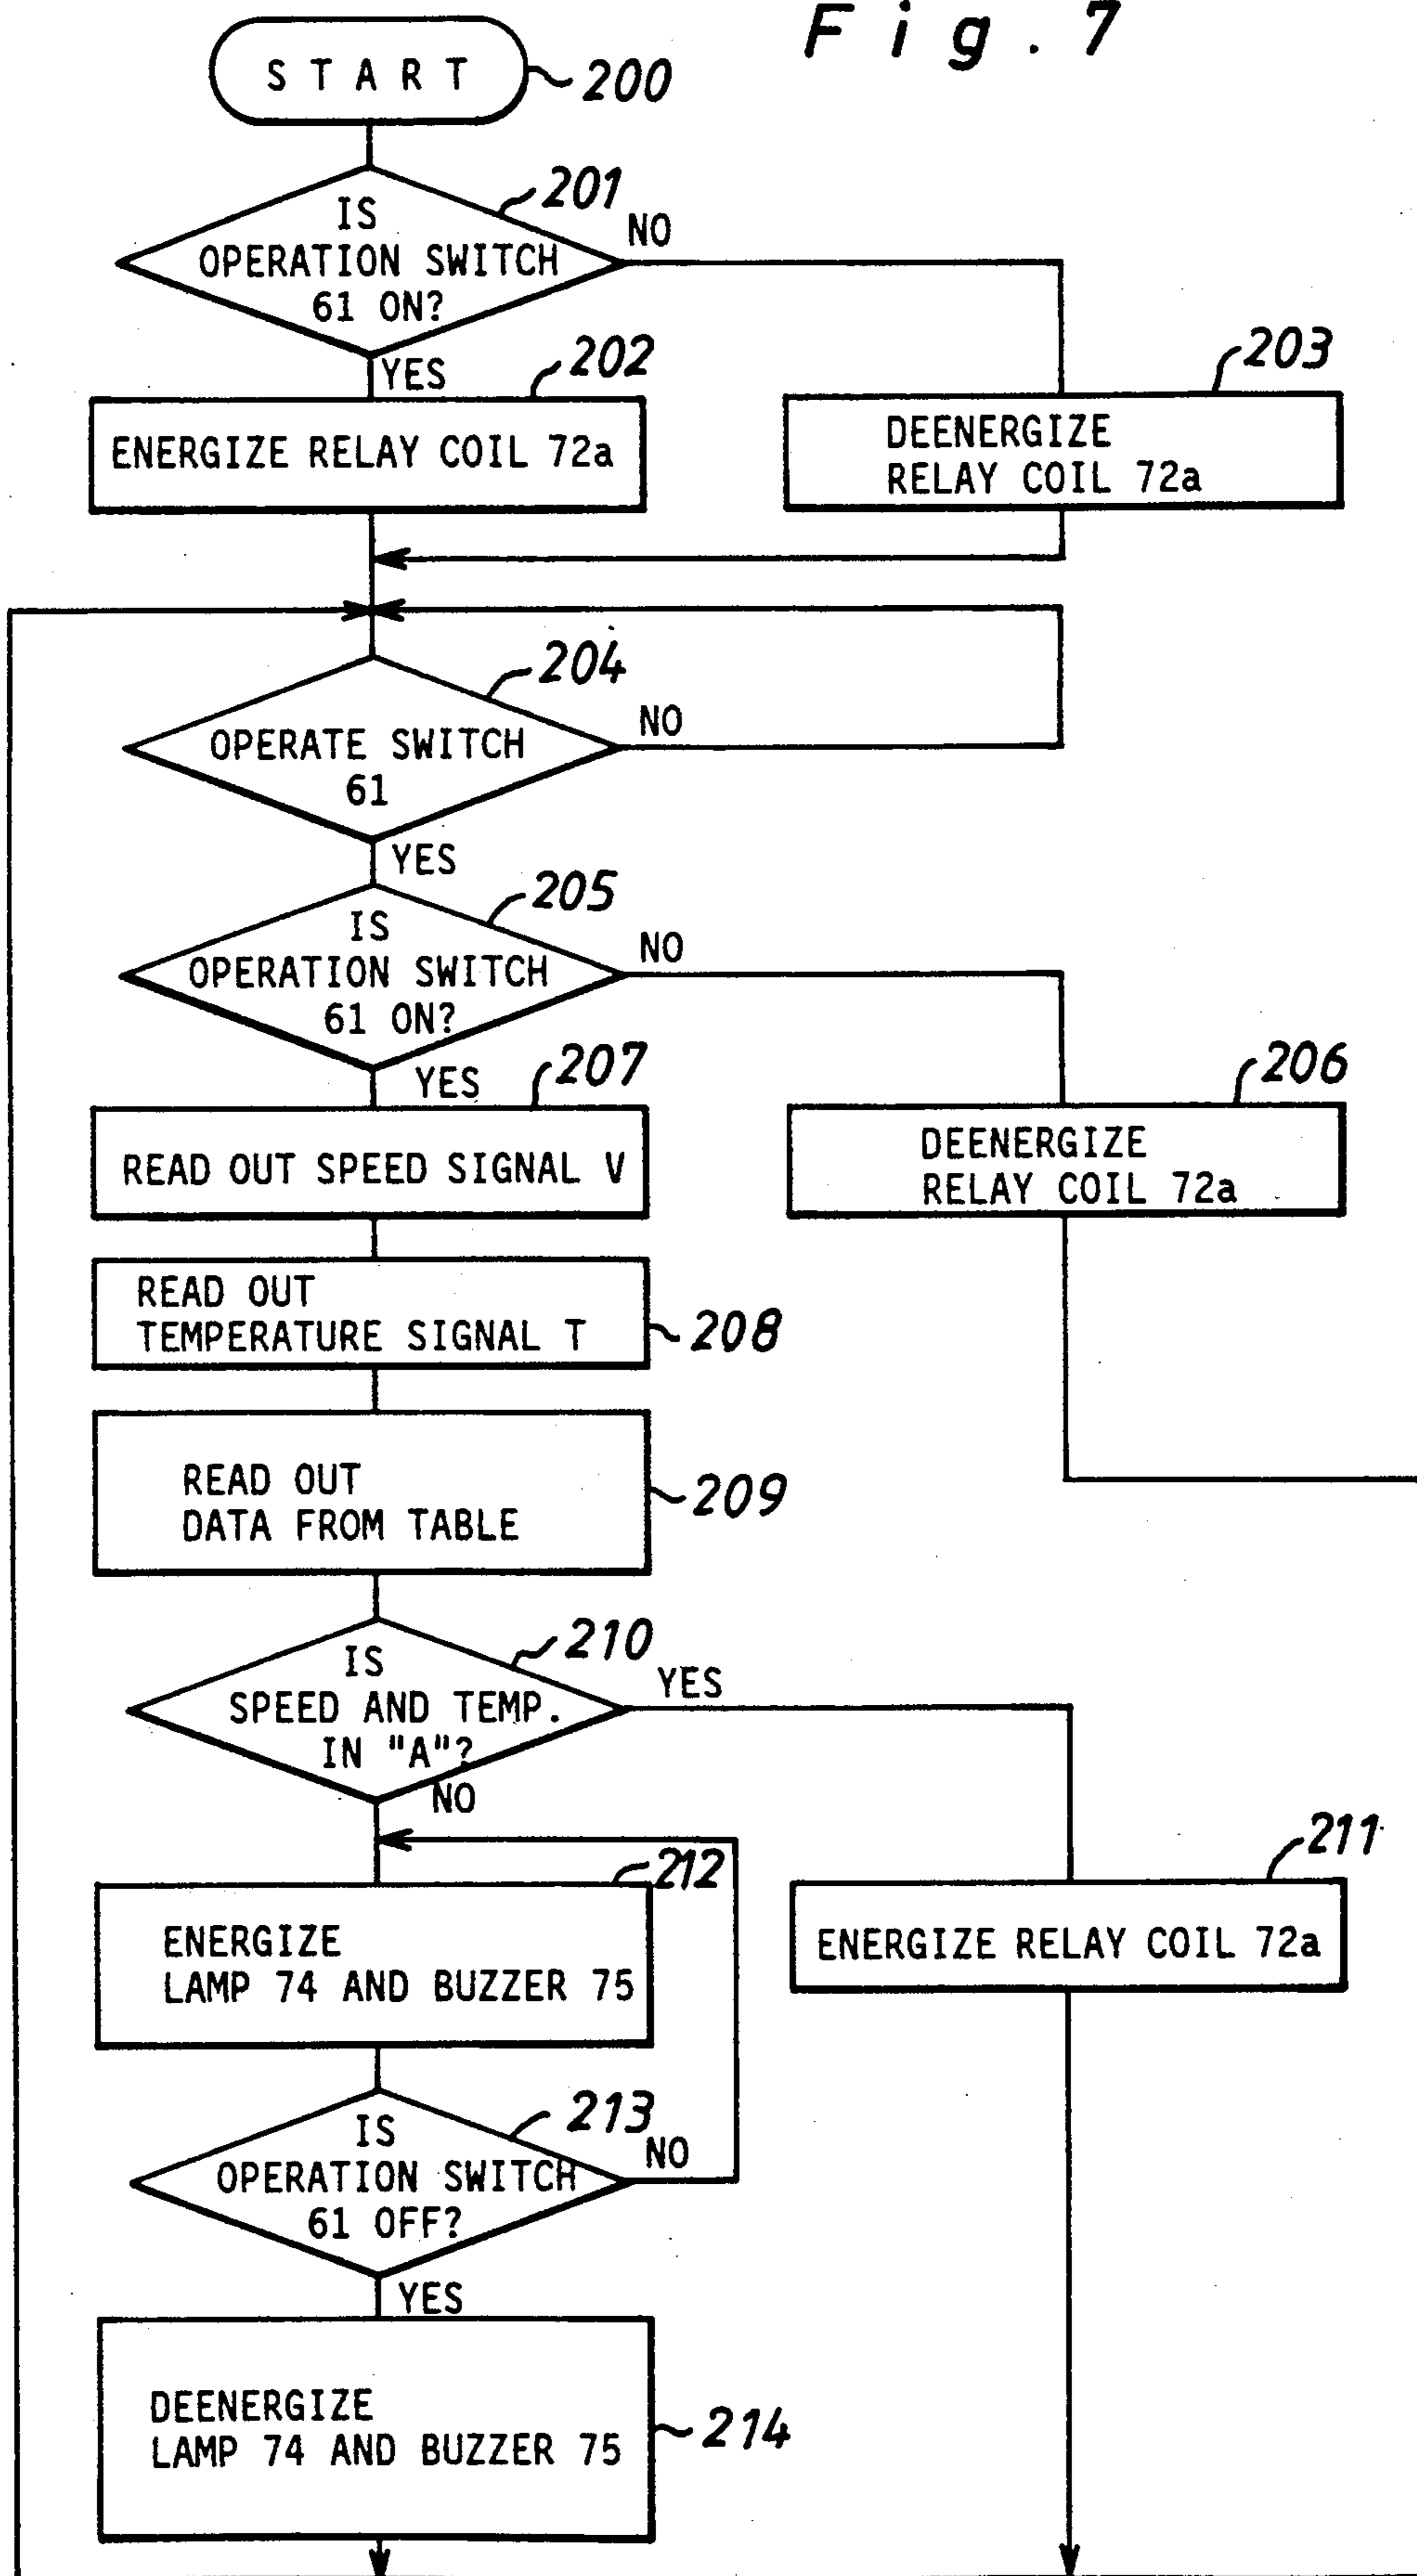 Fig. 7
START
200
201
IS
OPERATION SWITCH
61 ON?
NO
YES
202
ENERGIZE RELAY COIL 72a
203
DEENERGIZE
RELAY COIL 72a
204
OPERATE SWITCH
61
NO
YES
205
IS
OPERATION SWITCH
61 ON?
NO
YES
207
READ OUT SPEED SIGNAL V
206
DEENERGIZE
RELAY COIL 72a
READ OUT
TEMPERATURE SIGNAL T
208
READ OUT
DATA FROM TABLE
209
210
IS
SPEED AND TEMP.
IN "A"?
YES
NO
211
ENERGIZE RELAY COIL 72a
212
ENERGIZE
LAMP 74 AND BUZZER 75
213
IS
OPERATION SWITCH
61 OFF?
NO
YES
DEENERGIZE
LAMP 74 AND BUZZER 75
214